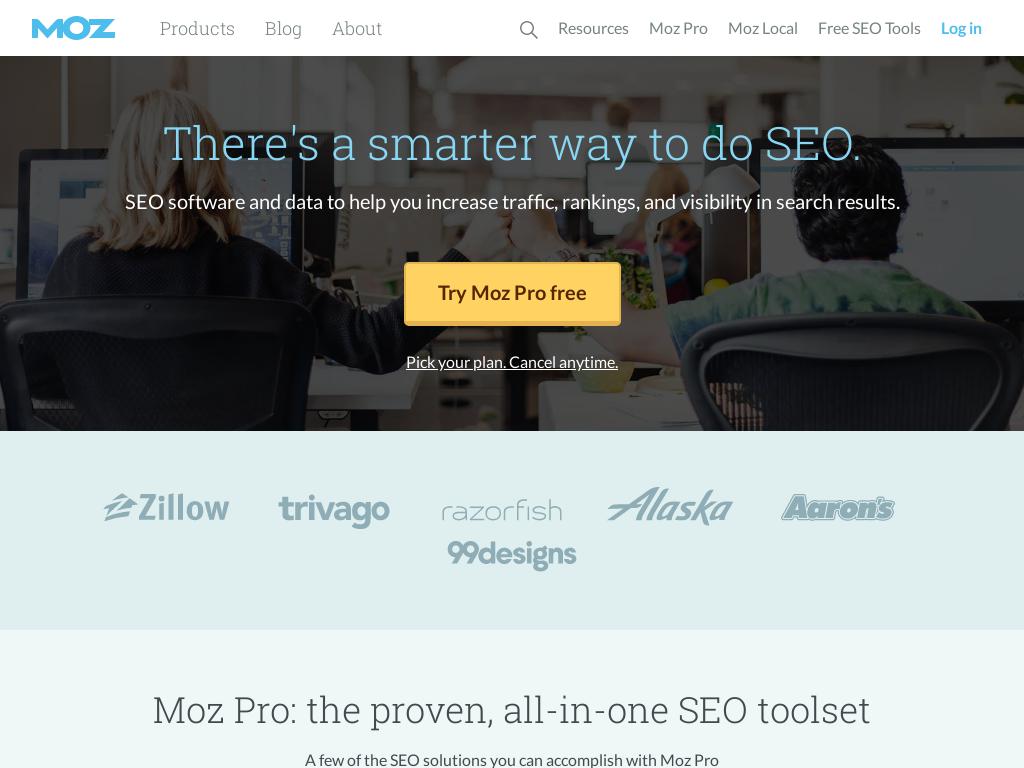 MOZ Products Blog About Resources Moz Pro Moz Local Free SEO Tools Log in
There's a smarter way to do SEO.
SEO software and data to help you increase traffic, rankings, and visibility in search results.
Try Moz Pro free
Pick your plan. Cancel anytime.
Zillow trivago razorfish Alaska Aaron's
99designs
Moz Pro: the proven, all-in-one SEO toolset
A few of the SEO solutions you can accomplish with Moz Pro